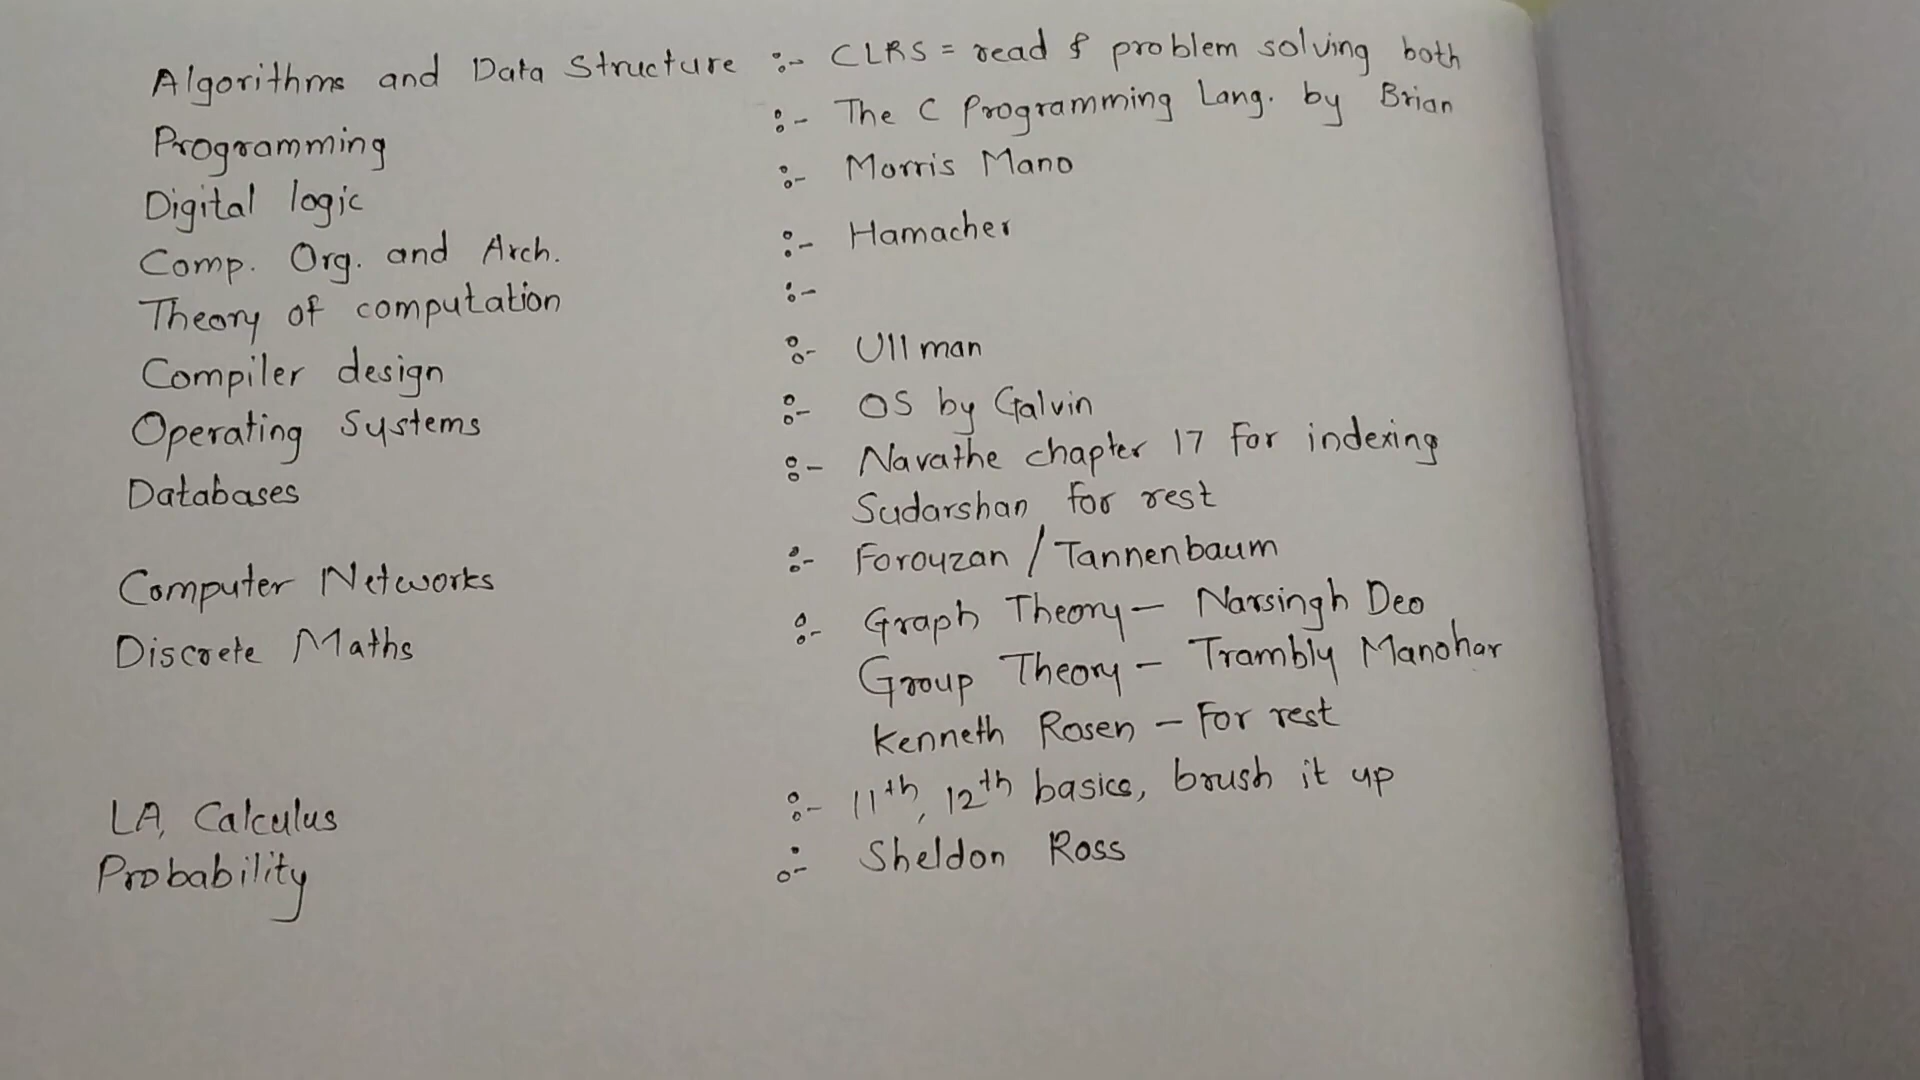 Algorithms and Data Structure :- CLRS = read & problem solving both
Programming :- The C Programming Lang. by Brian
Digital logic :- Morris Mano
Comp. Org. and Arch. :- Hamacher
Theory of computation :-
Compiler design :- Ullman
Operating Systems :- OS by Galvin
Databases :- Navathe chapter 17 For indexing
Sudarshan for rest
Computer Networks :- Forouzan / Tannenbaum
Discrete Maths :- Graph Theory - Narsingh Deo
Group Theory - Trambly Manohar
Kenneth Rosen - For rest
LA, Calculus :- 11th, 12th basics, brush it up
Probability :- Sheldon Ross